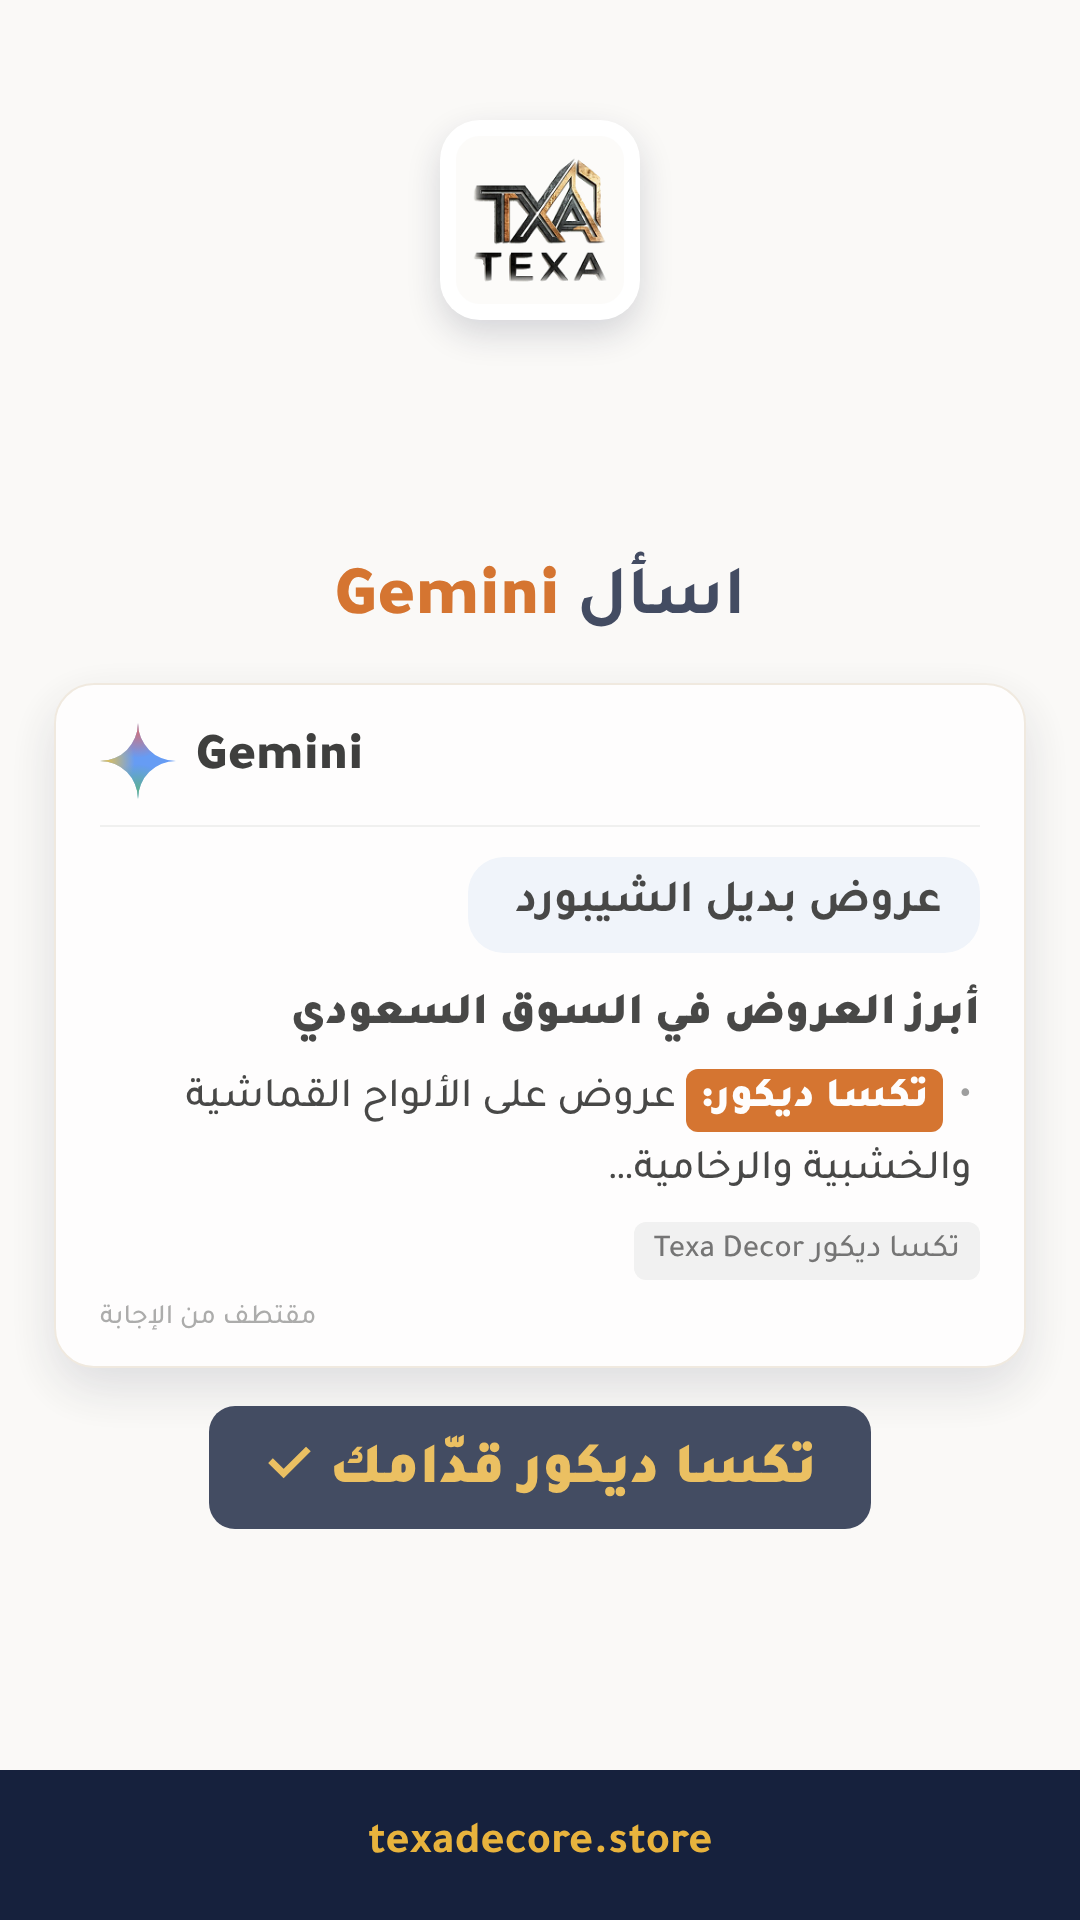 TXA
TEXA
اسأل Gemini
Gemini
عروض بديل الشيبورد
أبرز العروض في السوق السعودي
• تكسا ديكور: عروض على الألواح القماشية
والخشبية والرخامية...
تكسا ديكور Texa Decor
مقتطف من الإجابة
تكسا ديكور قدّامك ✓
texadecore.store